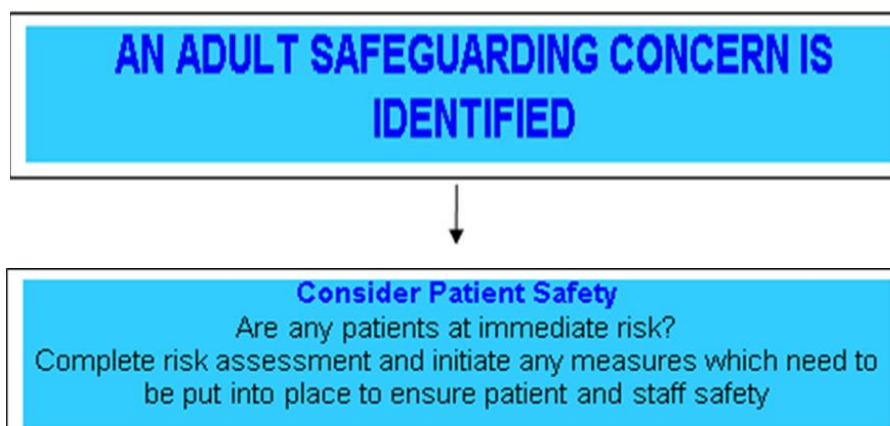 AN ADULT SAFEGUARDING CONCERN IS
IDENTIFIED
Consider Patient Safety
Are any patients at immediate risk?
Complete risk assessment and initiate any measures which need to
be put into place to ensure patient and staff safety